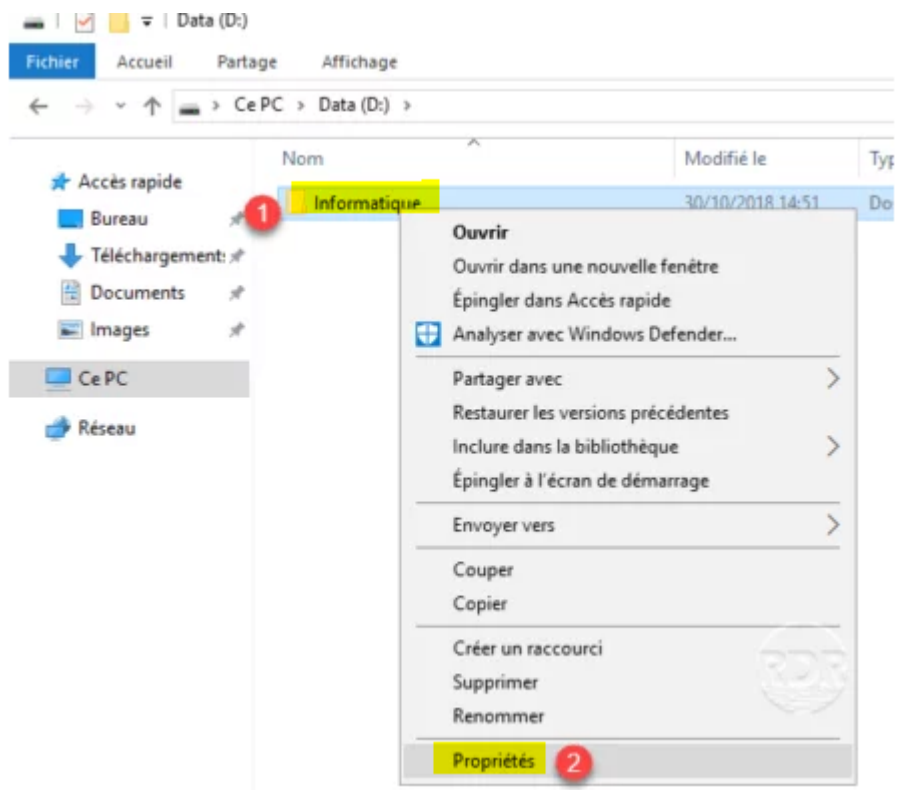 Data (D:)
Fichier Accueil Partage Affichage
Ce PC > Data (D:) >
Nom Modifié le Typ
Accès rapide
1 Informatique 30/10/2018 14:51 Do
Bureau
Ouvrir
Téléchargement:
Ouvrir dans une nouvelle fenêtre
Documents
Épingler dans Accès rapide
Images
Analyser avec Windows Defender...
Ce PC
Partager avec
Restaurer les versions précédentes
Réseau
Inclure dans la bibliothèque
Épingler à l'écran de démarrage
Envoyer vers
Couper
Copier
Créer un raccourci
RDR
Supprimer
Renommer
Propriétés 2